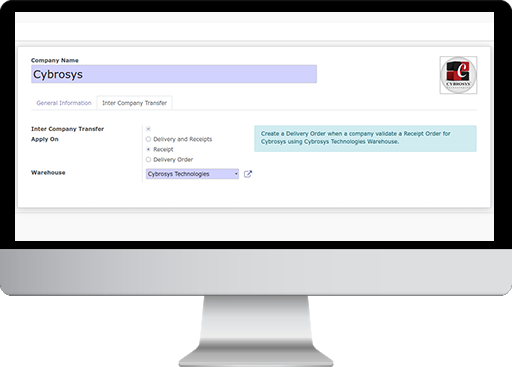 Company Name
Cybrosys
General Information
Inter Company Transfer
Inter Company Transfer
Apply On
Delivery and Receipts
Receipt
Delivery Order
Create a Delivery Order when a company validate a Receipt Order for
Cybrosys using Cybrosys Technologies Warehouse.
Warehouse
Cybrosys Technologies
C
CYBROSYS